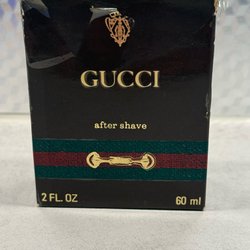 GUCCI
after shave
2 FL. OZ
60 ml